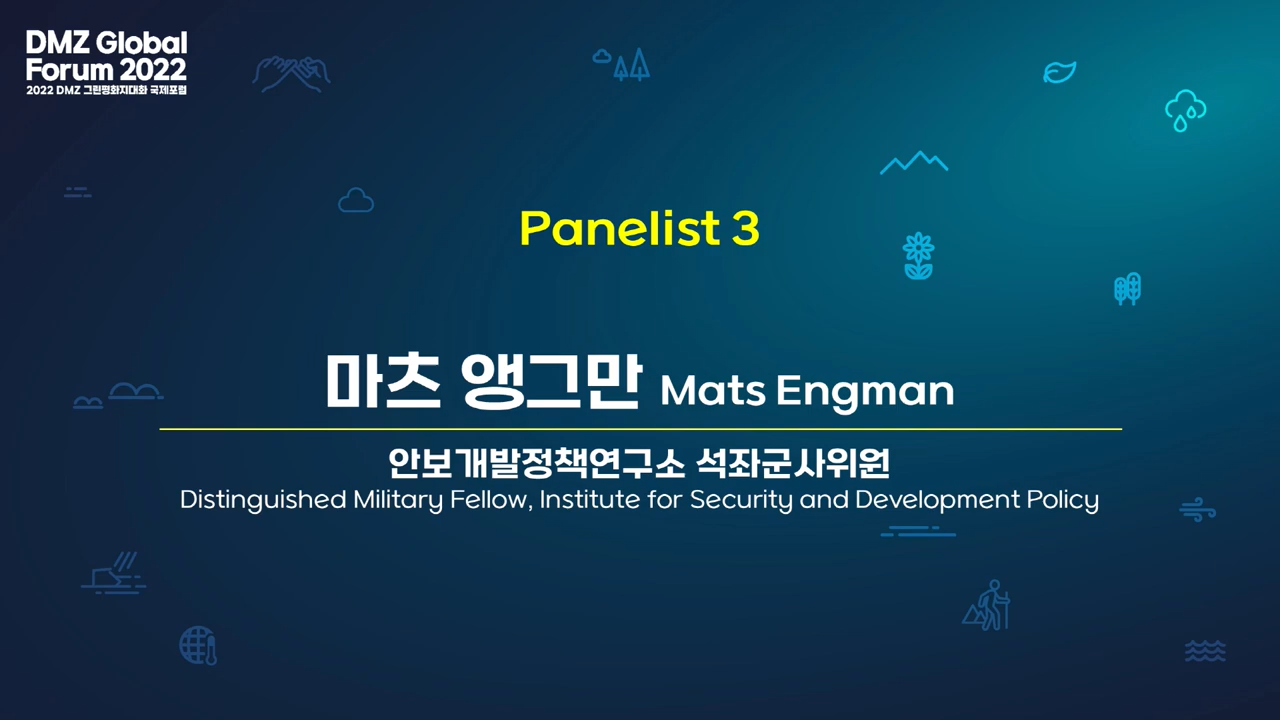 DMZ Global
Forum 2022
2022 DMZ 그린평화지대화 국제포럼
Panelist 3
마츠 앵그만 Mats Engman
안보개발정책연구소 석좌군사위원
Distinguished Military Fellow, Institute for Security and Development Policy